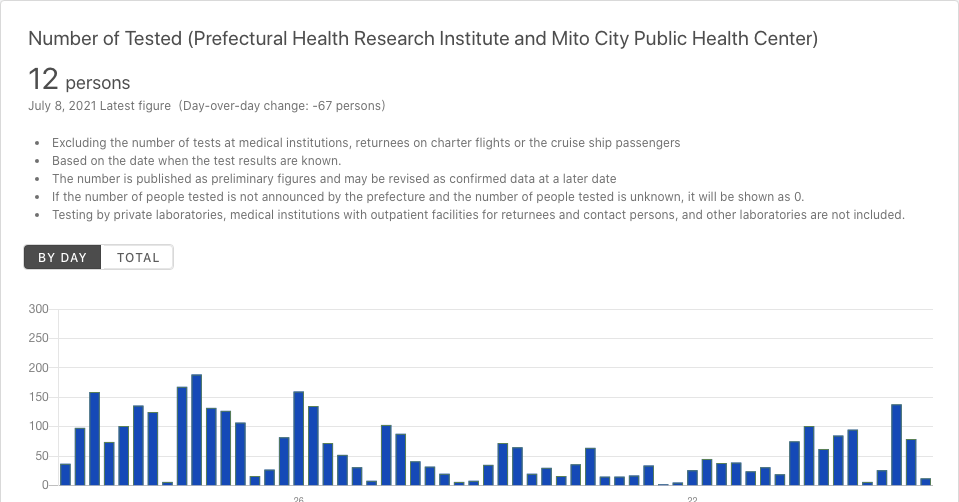 Number of Tested (Prefectural Health Research Institute and Mito City Public Health Center)
12 persons
July 8, 2021 Latest figure (Day-over-day change: -67 persons)
• Excluding the number of tests at medical institutions, returnees on charter flights or the cruise ship passengers
• Based on the date when the test results are known.
• The number is published as preliminary figures and may be revised as confirmed data at a later date
• If the number of people tested is not announced by the prefecture and the number of people tested is unknown, it will be shown as 0.
• Testing by private laboratories, medical institutions with outpatient facilities for returnees and contact persons, and other laboratories are not included.
BY DAY TOTAL
300
250
200
150
100
50
0
26 22